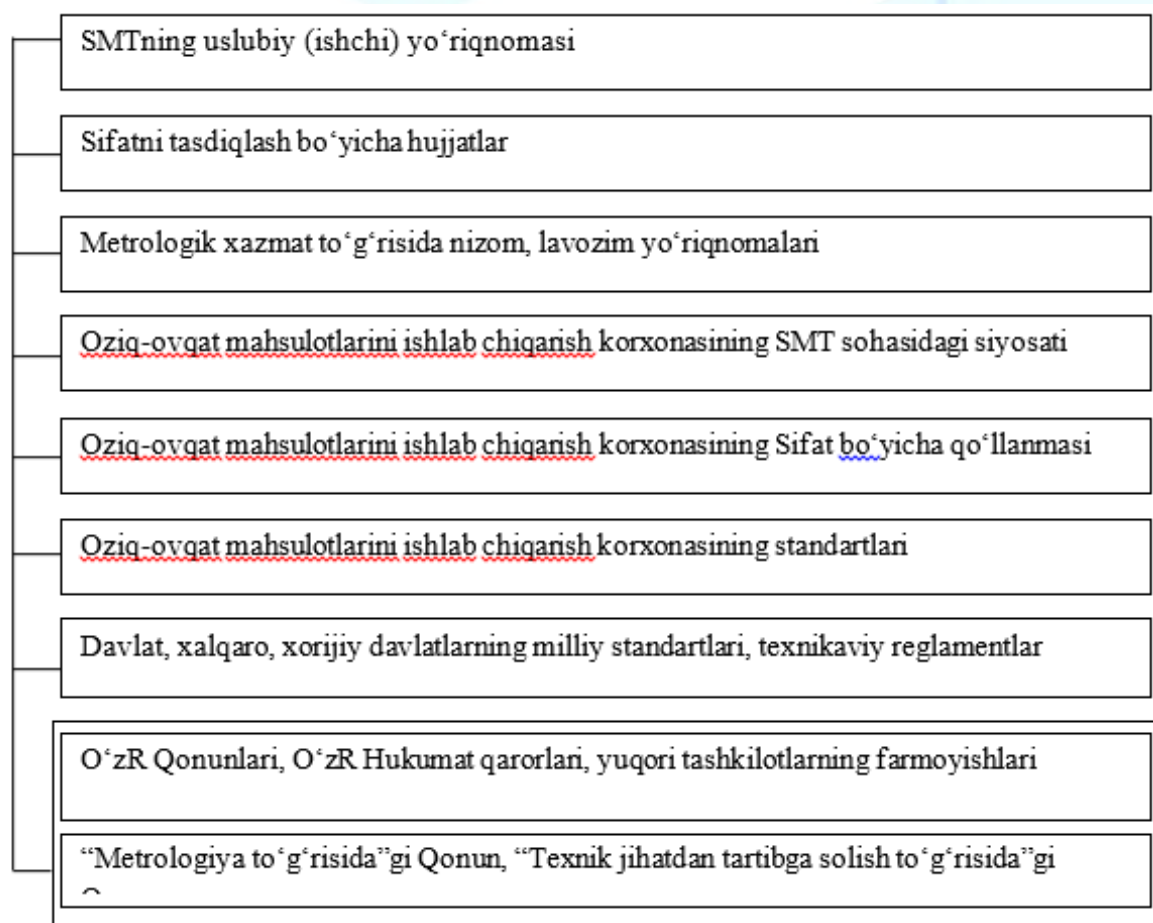 SMTning uslubiy (ishchi) yo‘riqnomasi
Sifatni tasdiqlash bo‘yicha hujjatlar
Metrologik xazmat to‘g‘risida nizom, lavozim yo‘riqnomalari
Oziq-ovqat mahsulotlarini ishlab chiqarish korxonasining SMT sohasidagi siyosati
Oziq-ovqat mahsulotlarini ishlab chiqarish korxonasining Sifat bo‘yicha qo‘llanmasi
Oziq-ovqat mahsulotlarini ishlab chiqarish korxonasining standartlari
Davlat, xalqaro, xorijiy davlatlarning milliy standartlari, texnikaviy reglamentlar
O‘zR Qonunlari, O‘zR Hukumat qarorlari, yuqori tashkilotlarning farmoyishlari
“Metrologiya to‘g‘risida”gi Qonun, “Texnik jihatdan tartibga solish to‘g‘risida”gi